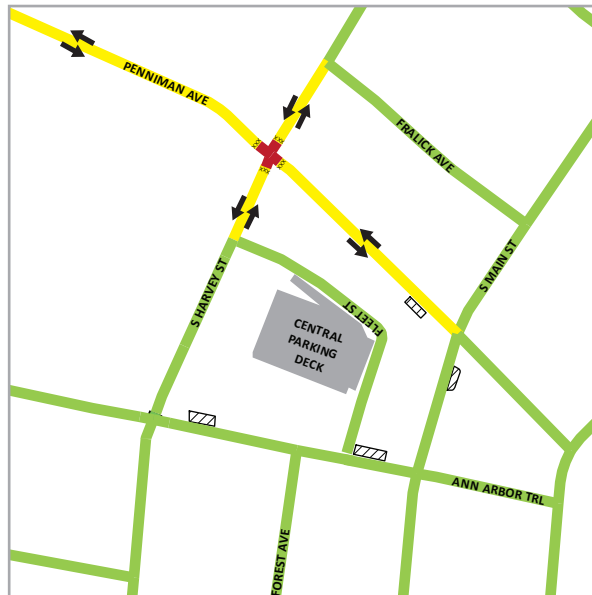 PENNIMAN AVE
FRALICK AVE
S MAIN ST
S HARVEY ST
FLEET ST
CENTRAL
PARKING
DECK
ANN ARBOR TRL
FOREST AVE